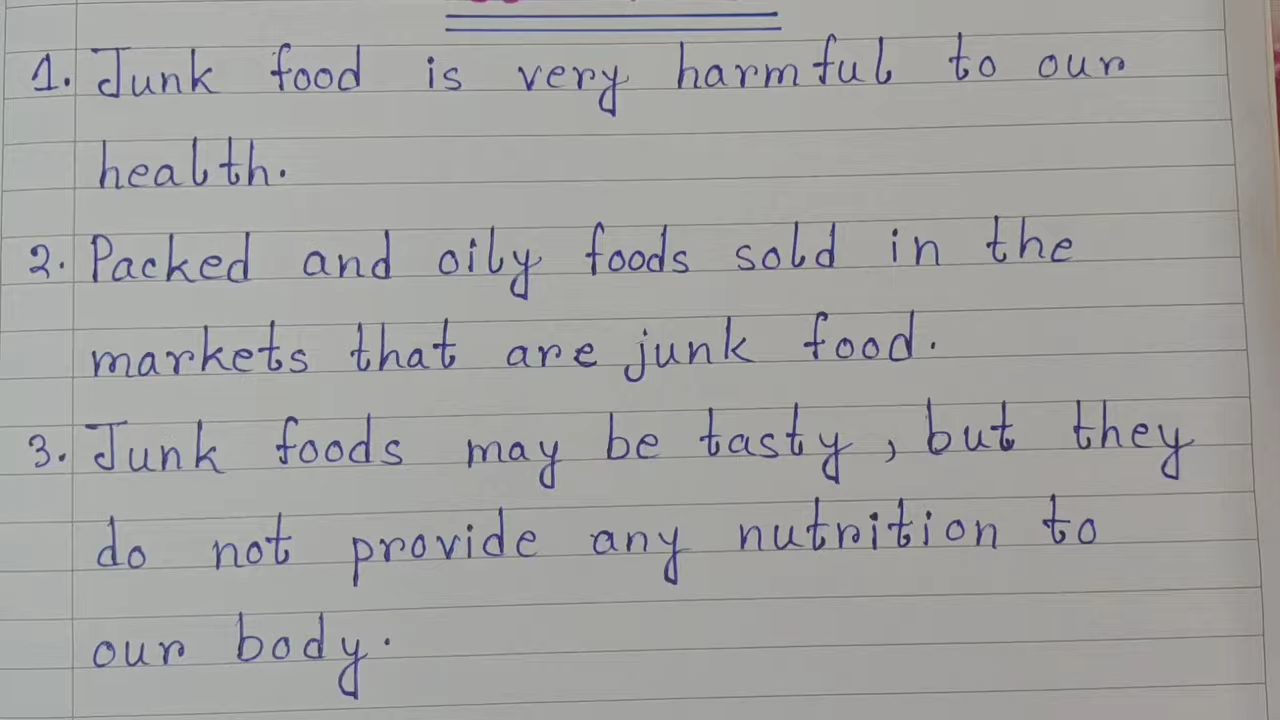 1. Junk food is very harmful to our
health.
2. Packed and oily foods sold in the
markets that are junk food.
3. Junk foods may be tasty, but they
do not provide any nutrition to
our body.